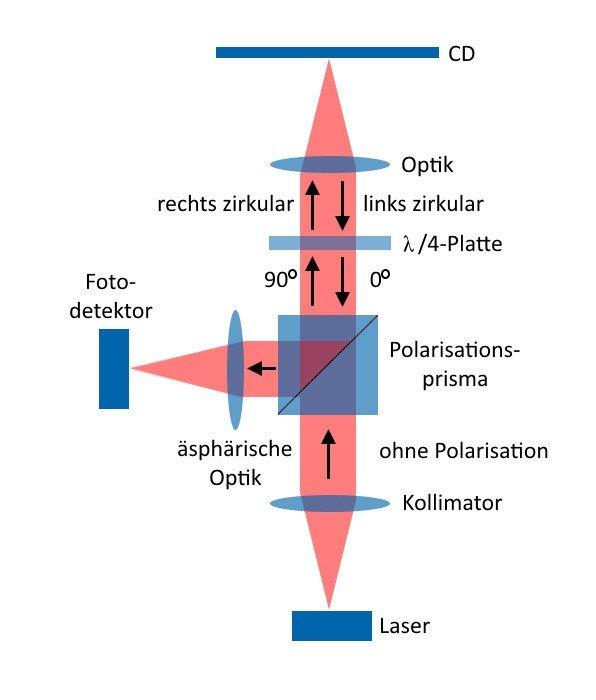 CD
Optik
rechts zirkular
links zirkular
λ/4-Platte
90°
0°
Foto-
detektor
Polarisations-
prisma
äsphärische
Optik
ohne Polarisation
Kollimator
Laser